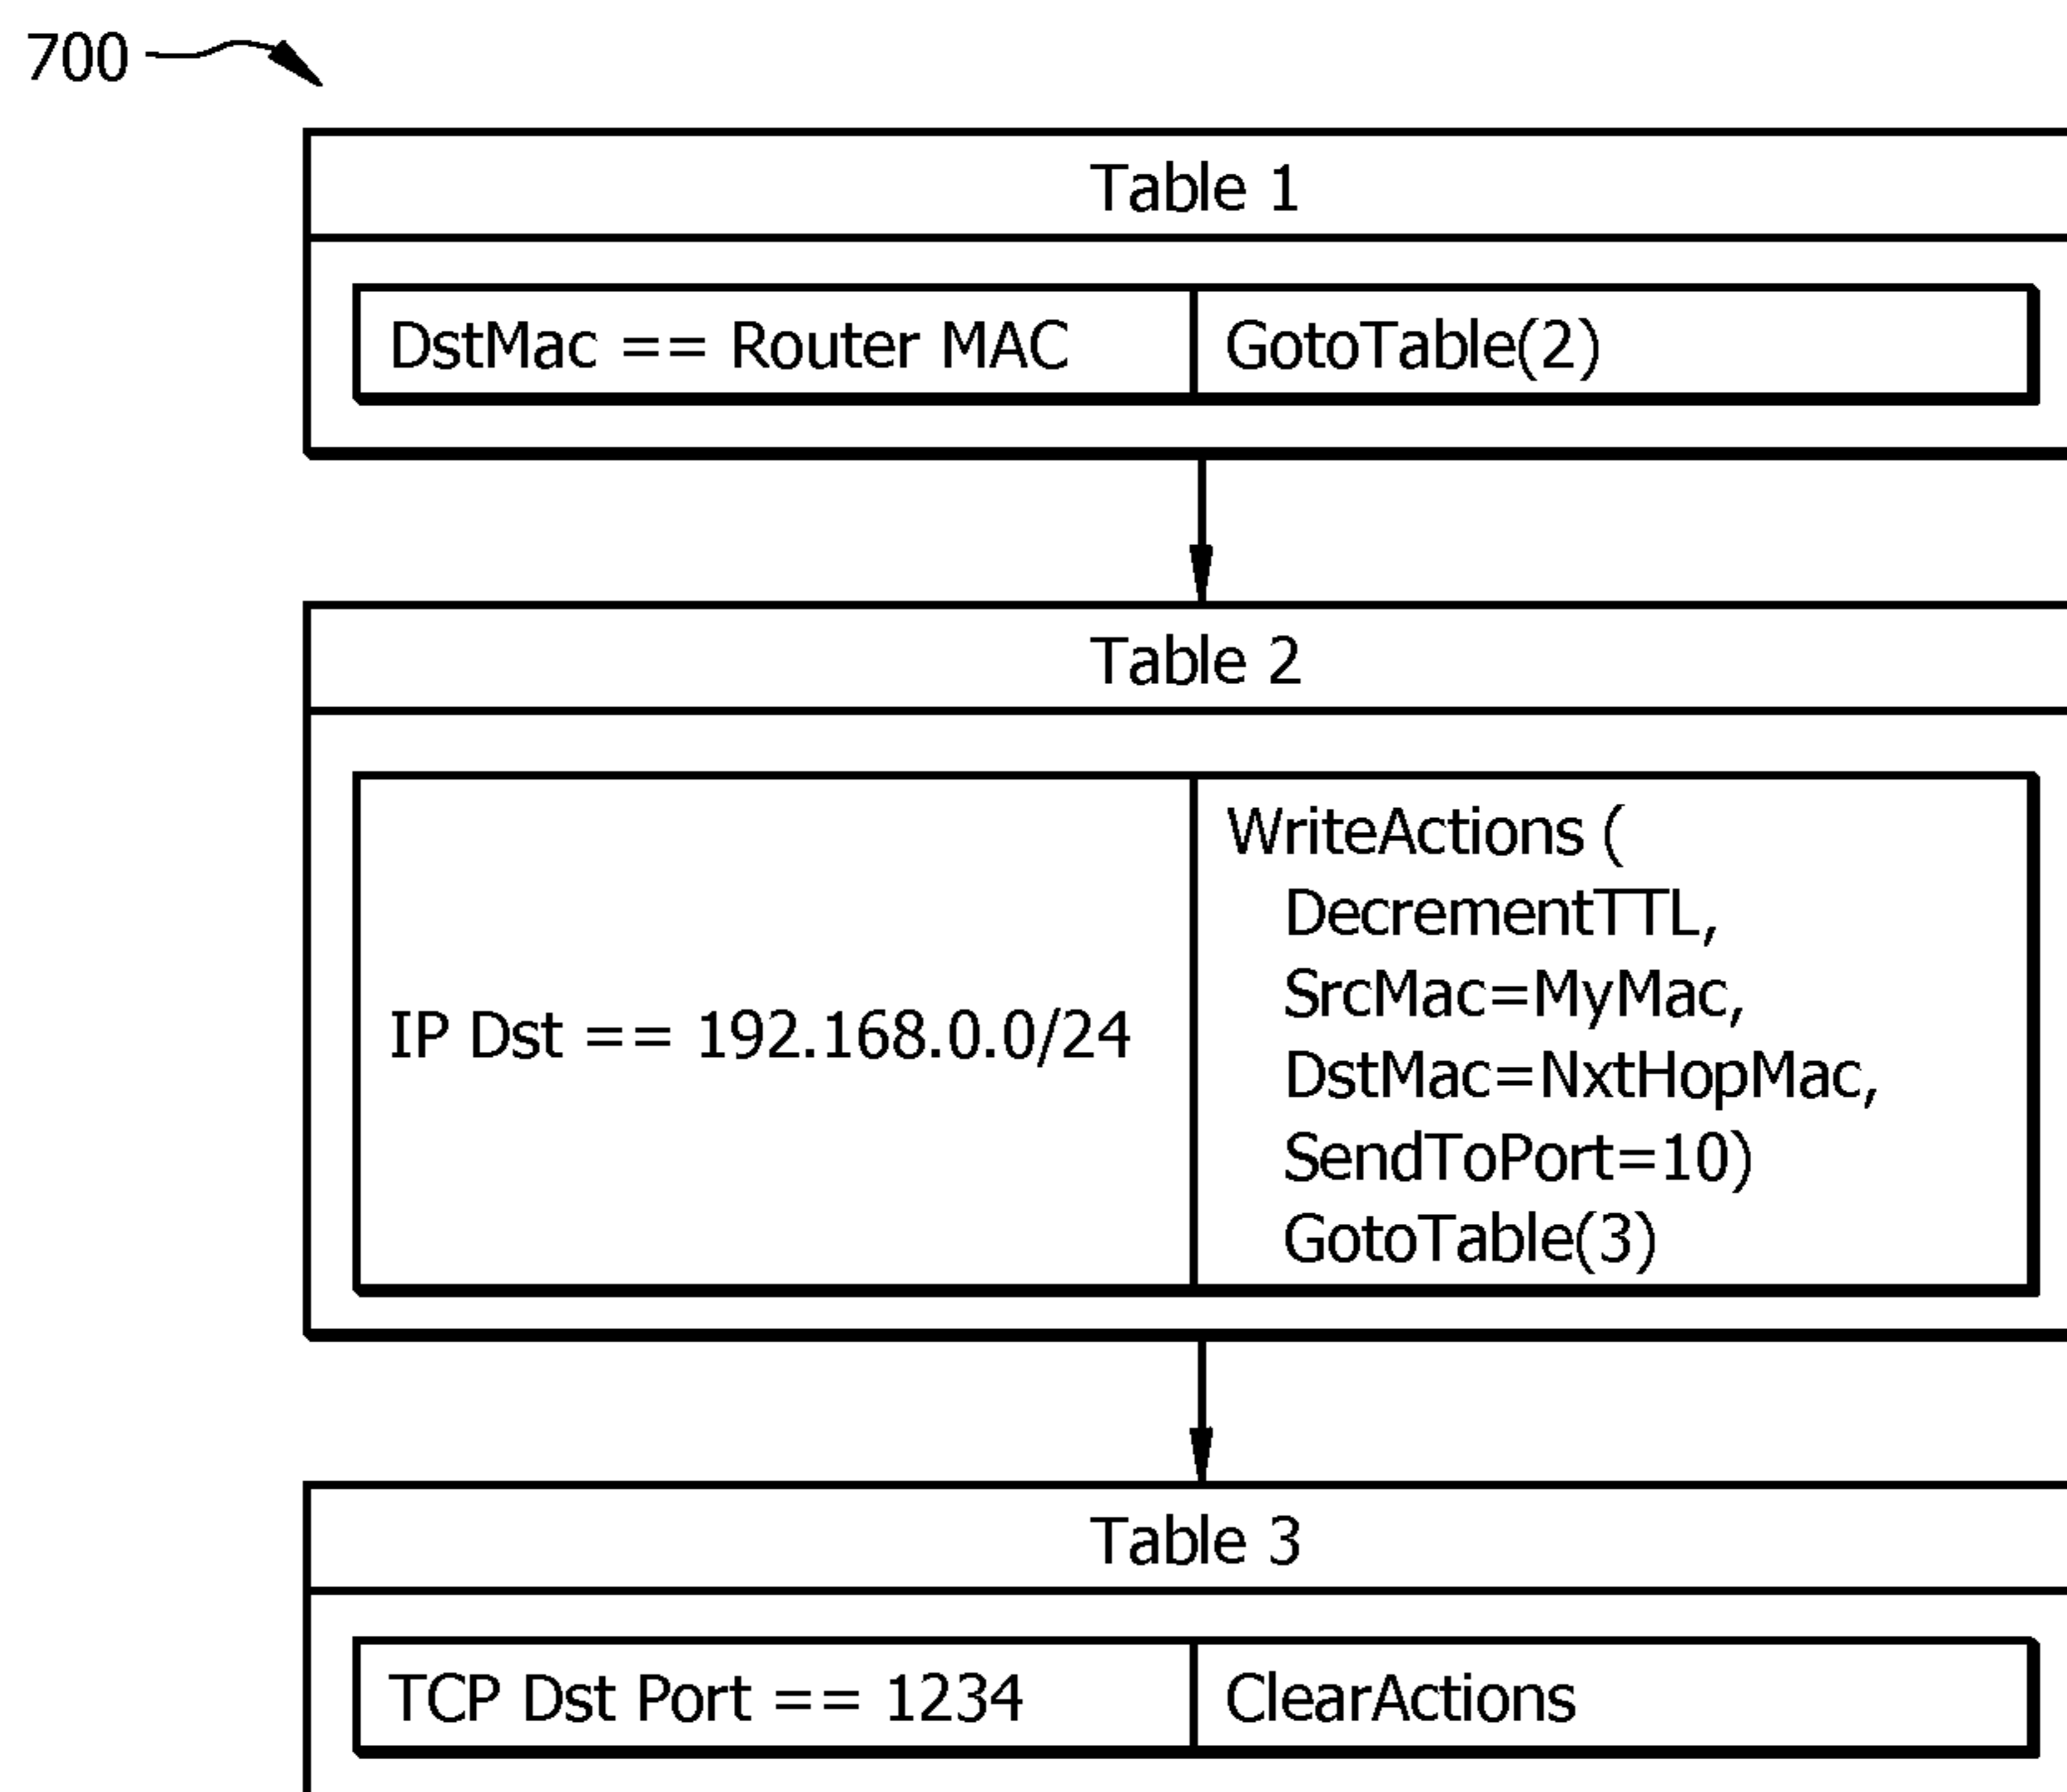 700
Table 1
DstMac == Router MAC
GotoTable(2)
Table 2
IP Dst == 192.168.0.0/24
WriteActions (
DecrementTTL,
SrcMac=MyMac,
DstMac=NxtHopMac,
SendToPort=10)
GotoTable(3)
Table 3
TCP Dst Port == 1234
ClearActions